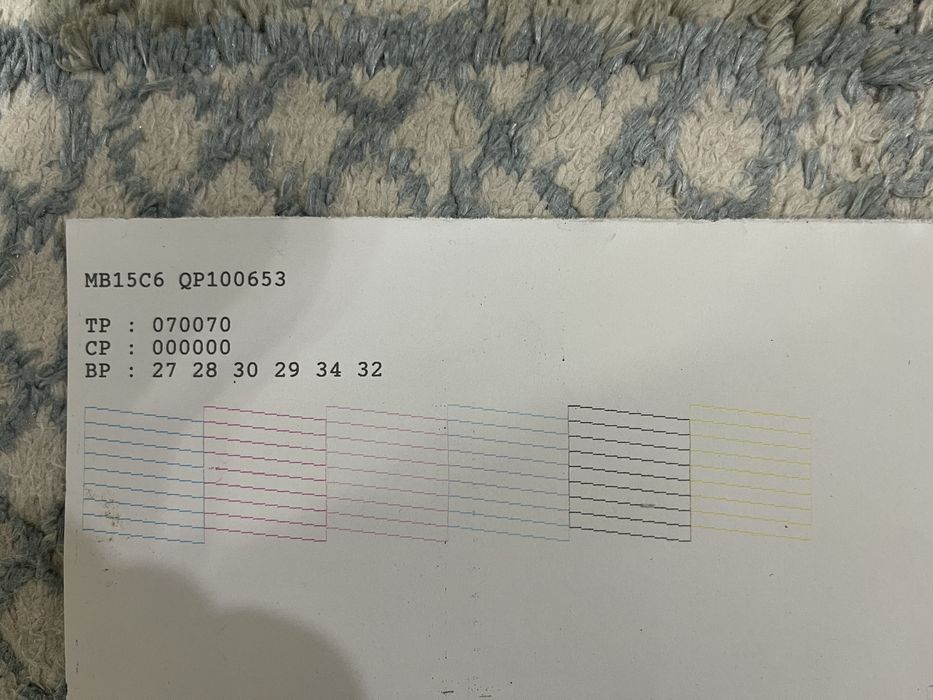 MB15C6 QP100653
TP : 070070
CP : 000000
BP : 27 28 30 29 34 32